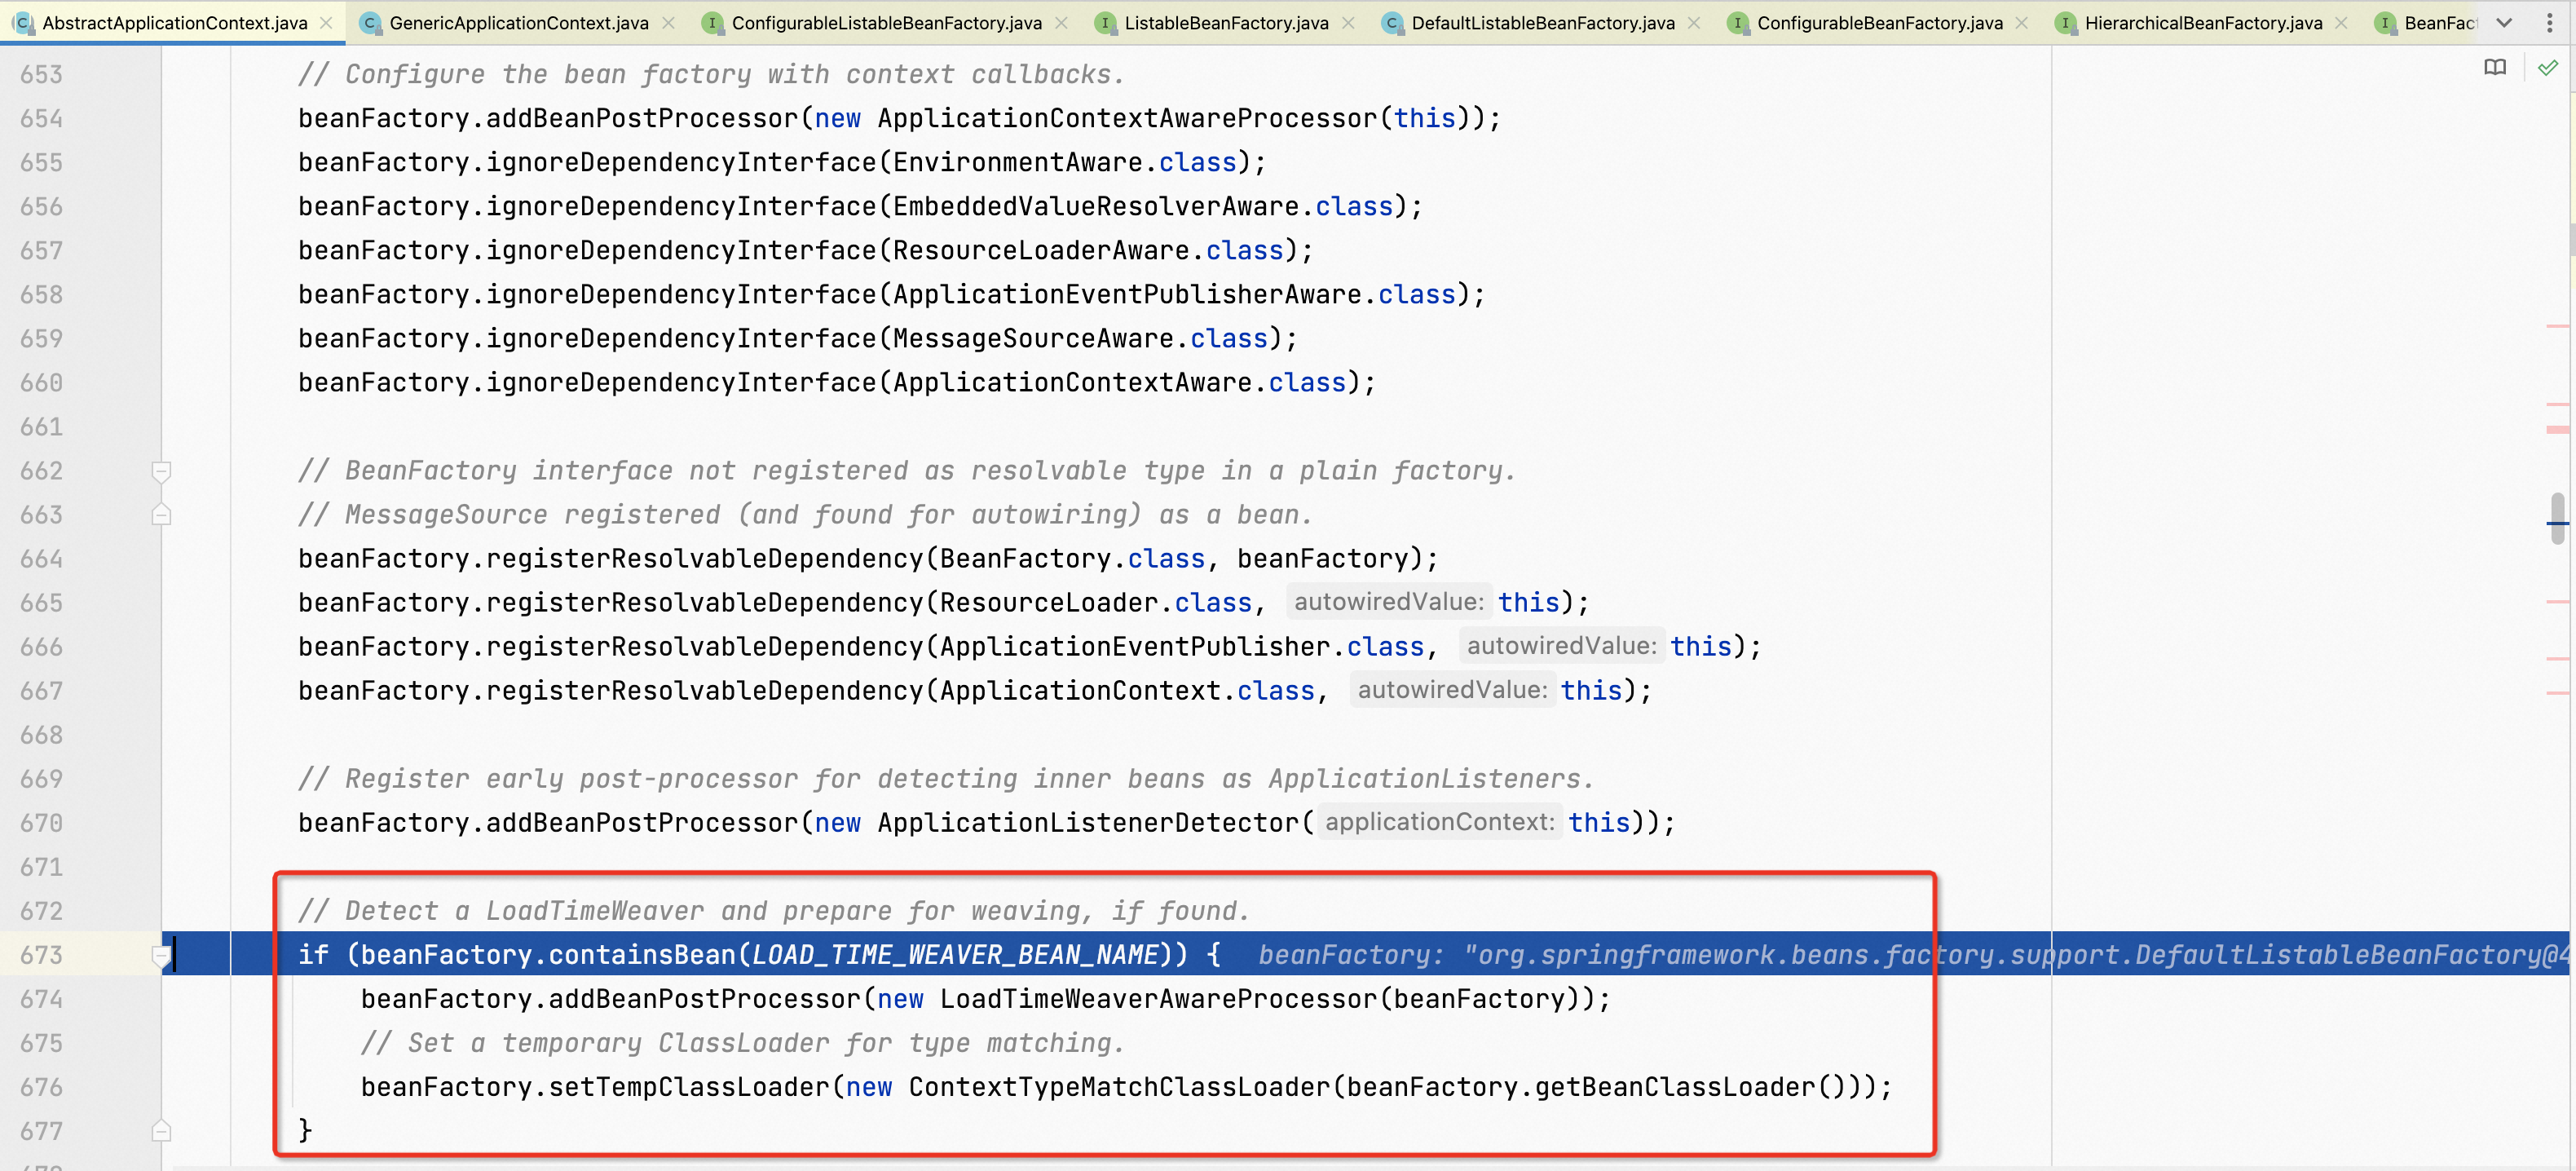 AbstractApplicationContext.java GenericApplicationContext.java ConfigurableListableBeanFactory.java ListableBeanFactory.java DefaultListableBeanFactory.java ConfigurableBeanFactory.java HierarchicalBeanFactory.java BeanFact
653 // Configure the bean factory with context callbacks.
654 beanFactory.addBeanPostProcessor(new ApplicationContextAwareProcessor(this));
655 beanFactory.ignoreDependencyInterface(EnvironmentAware.class);
656 beanFactory.ignoreDependencyInterface(EmbeddedValueResolverAware.class);
657 beanFactory.ignoreDependencyInterface(ResourceLoaderAware.class);
658 beanFactory.ignoreDependencyInterface(ApplicationEventPublisherAware.class);
659 beanFactory.ignoreDependencyInterface(MessageSourceAware.class);
660 beanFactory.ignoreDependencyInterface(ApplicationContextAware.class);
661
662 // BeanFactory interface not registered as resolvable type in a plain factory.
663 // MessageSource registered (and found for autowiring) as a bean.
664 beanFactory.registerResolvableDependency(BeanFactory.class, beanFactory);
665 beanFactory.registerResolvableDependency(ResourceLoader.class, autowiredValue: this);
666 beanFactory.registerResolvableDependency(ApplicationEventPublisher.class, autowiredValue: this);
667 beanFactory.registerResolvableDependency(ApplicationContext.class, autowiredValue: this);
668
669 // Register early post-processor for detecting inner beans as ApplicationListeners.
670 beanFactory.addBeanPostProcessor(new ApplicationListenerDetector( applicationContext: this));
671
672 // Detect a LoadTimeWeaver and prepare for weaving, if found.
673 if (beanFactory.containsBean(LOAD_TIME_WEAVER_BEAN_NAME)) { beanFactory: "org.springframework.beans.factory.support.DefaultListableBeanFactory@4
674 beanFactory.addBeanPostProcessor(new LoadTimeWeaverAwareProcessor(beanFactory));
675 // Set a temporary ClassLoader for type matching.
676 beanFactory.setTempClassLoader(new ContextTypeMatchClassLoader(beanFactory.getBeanClassLoader()));
677 }